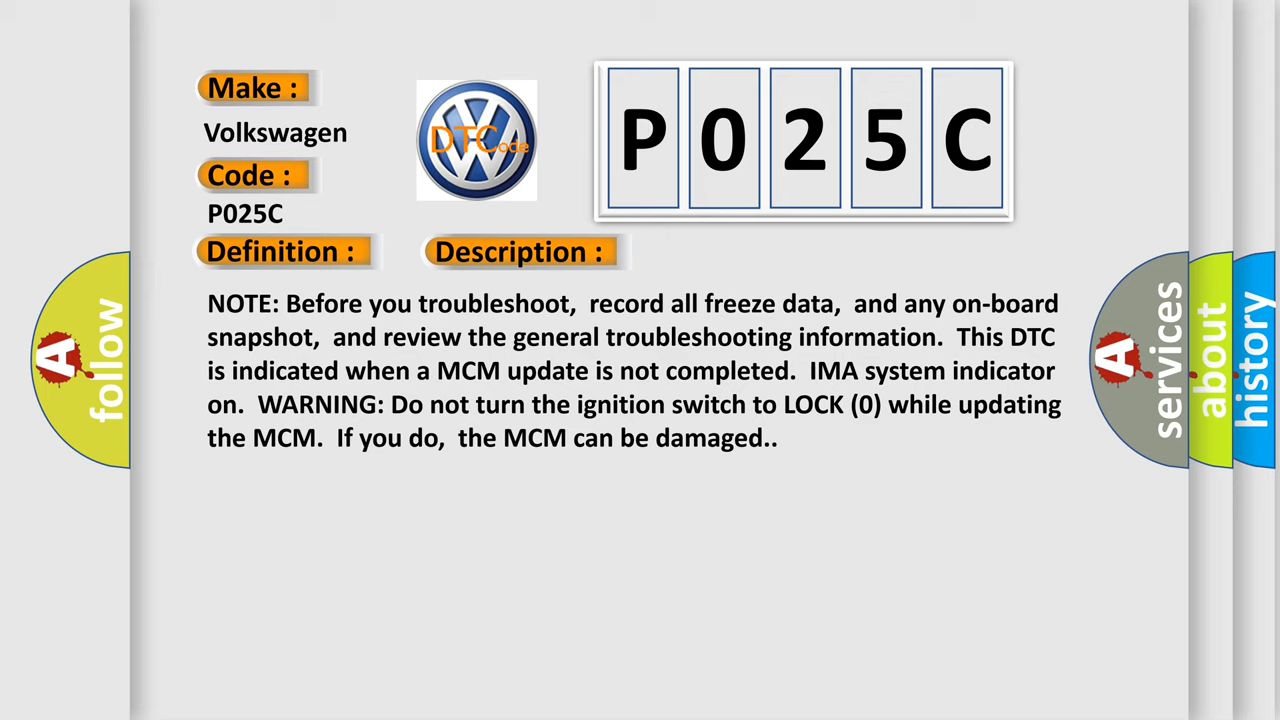 Make :
Volkswagen
Code :
P025C
Definition :
Description :
DTCode
P025C
NOTE: Before you troubleshoot, record all freeze data, and any on-board
snapshot, and review the general troubleshooting information. This DTC
is indicated when a MCM update is not completed. IMA system indicator
on. WARNING: Do not turn the ignition switch to LOCK (0) while updating
the MCM. If you do, the MCM can be damaged..
A follow
A services
about
history